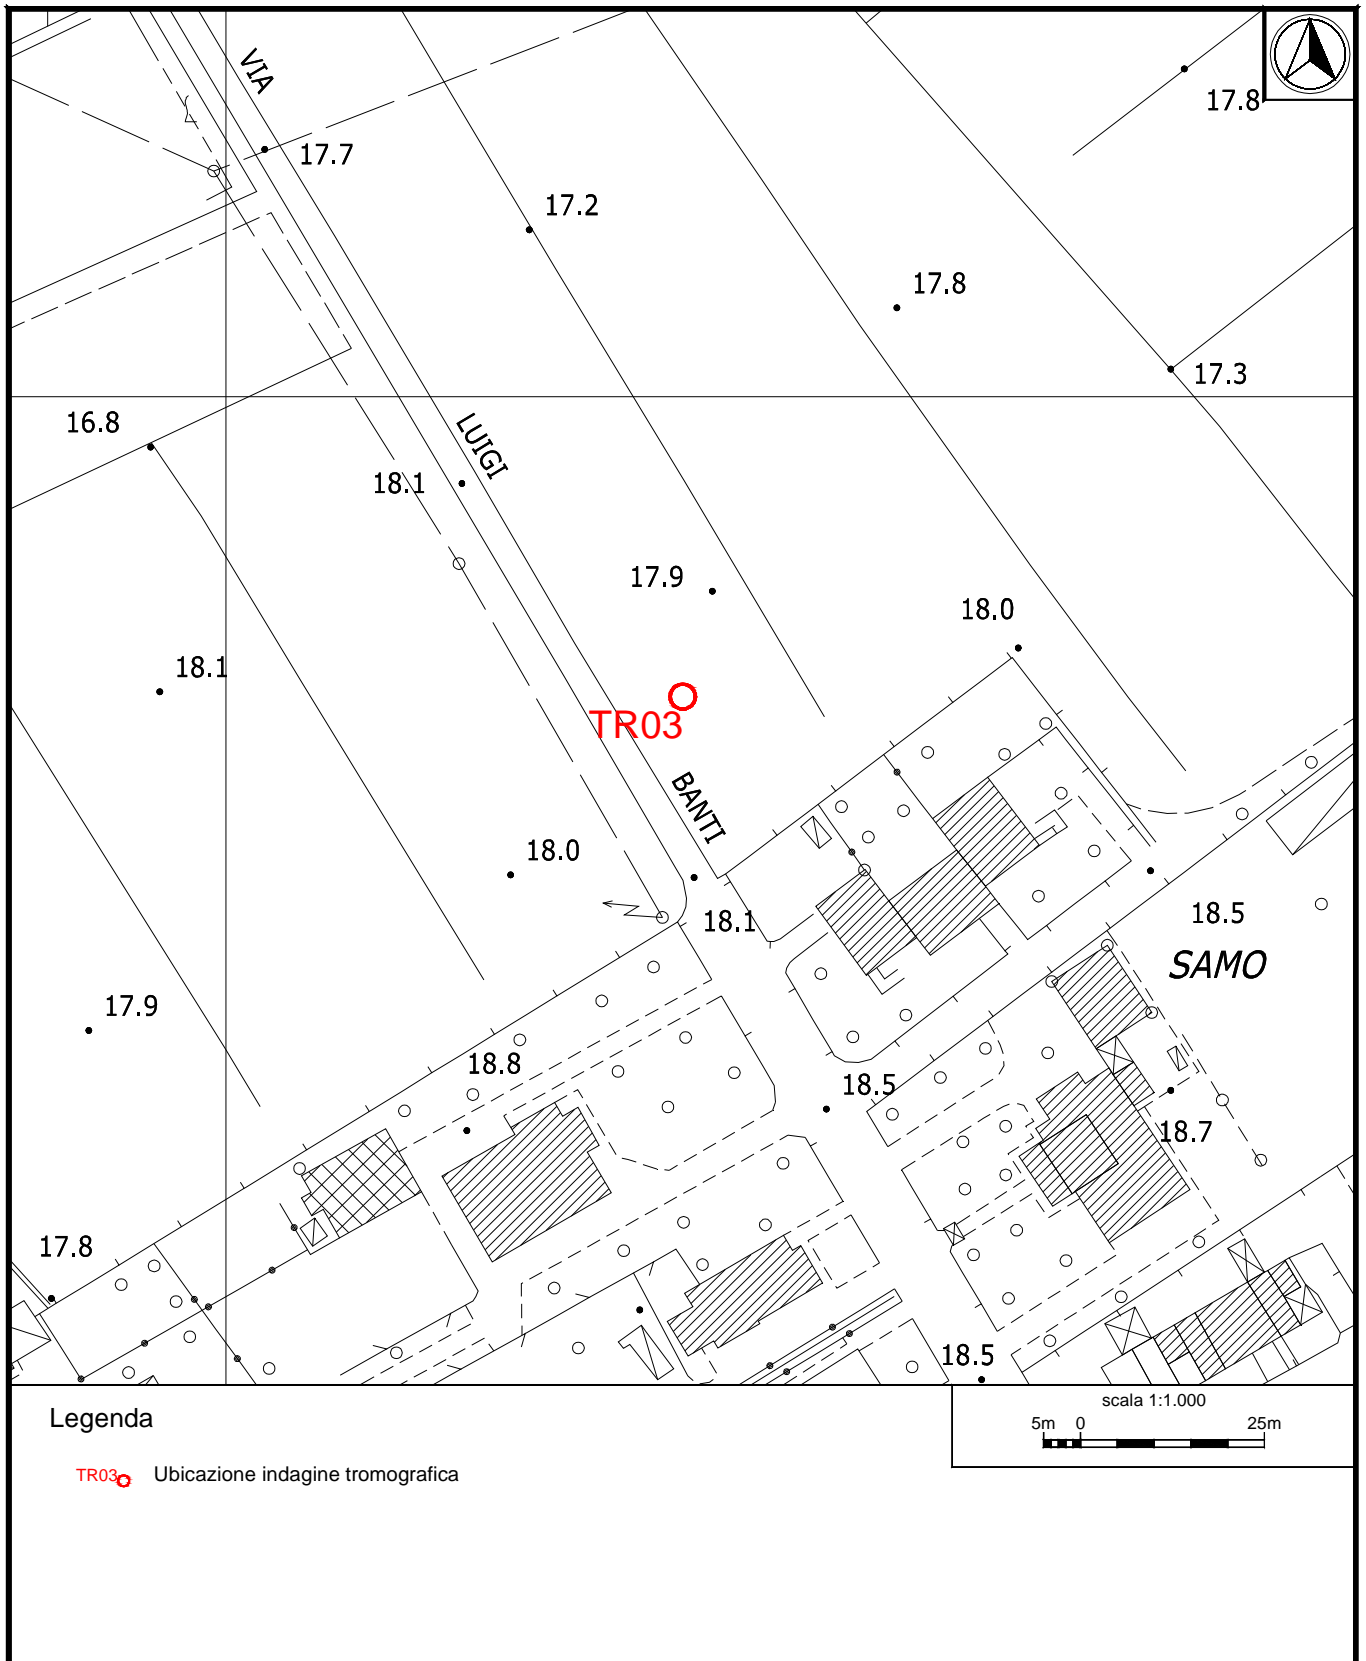 VIA
17.8
17.7
17.2
17.8
17.3
16.8
LUIGI
18.1
17.9
18.0
18.1
TR03
BANTI
18.0
18.1
18.5
SAMO
17.9
18.8
18.5
18.7
17.8
18.5
Legenda
scala 1:1.000
5m 0 25m
TR03 Ubicazione indagine tromografica